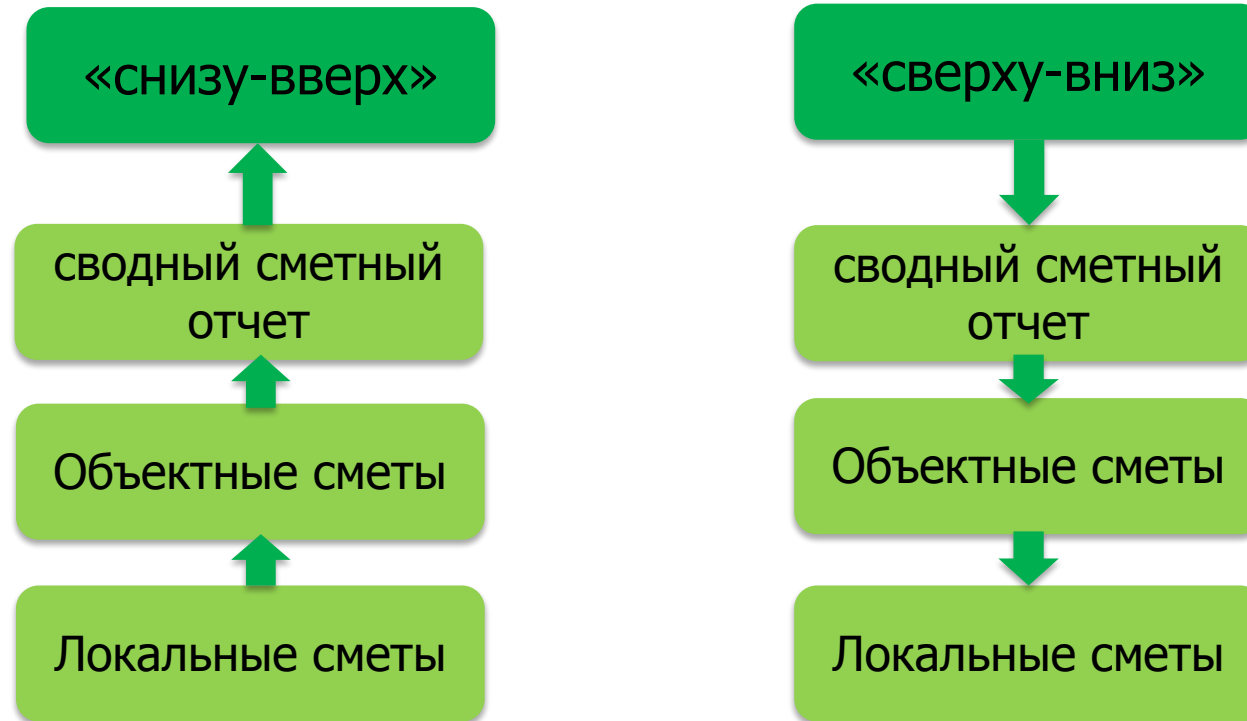 «снизу-вверх»
сводный сметный
отчет
Объектные сметы
Локальные сметы
«сверху-вниз»
сводный сметный
отчет
Объектные сметы
Локальные сметы